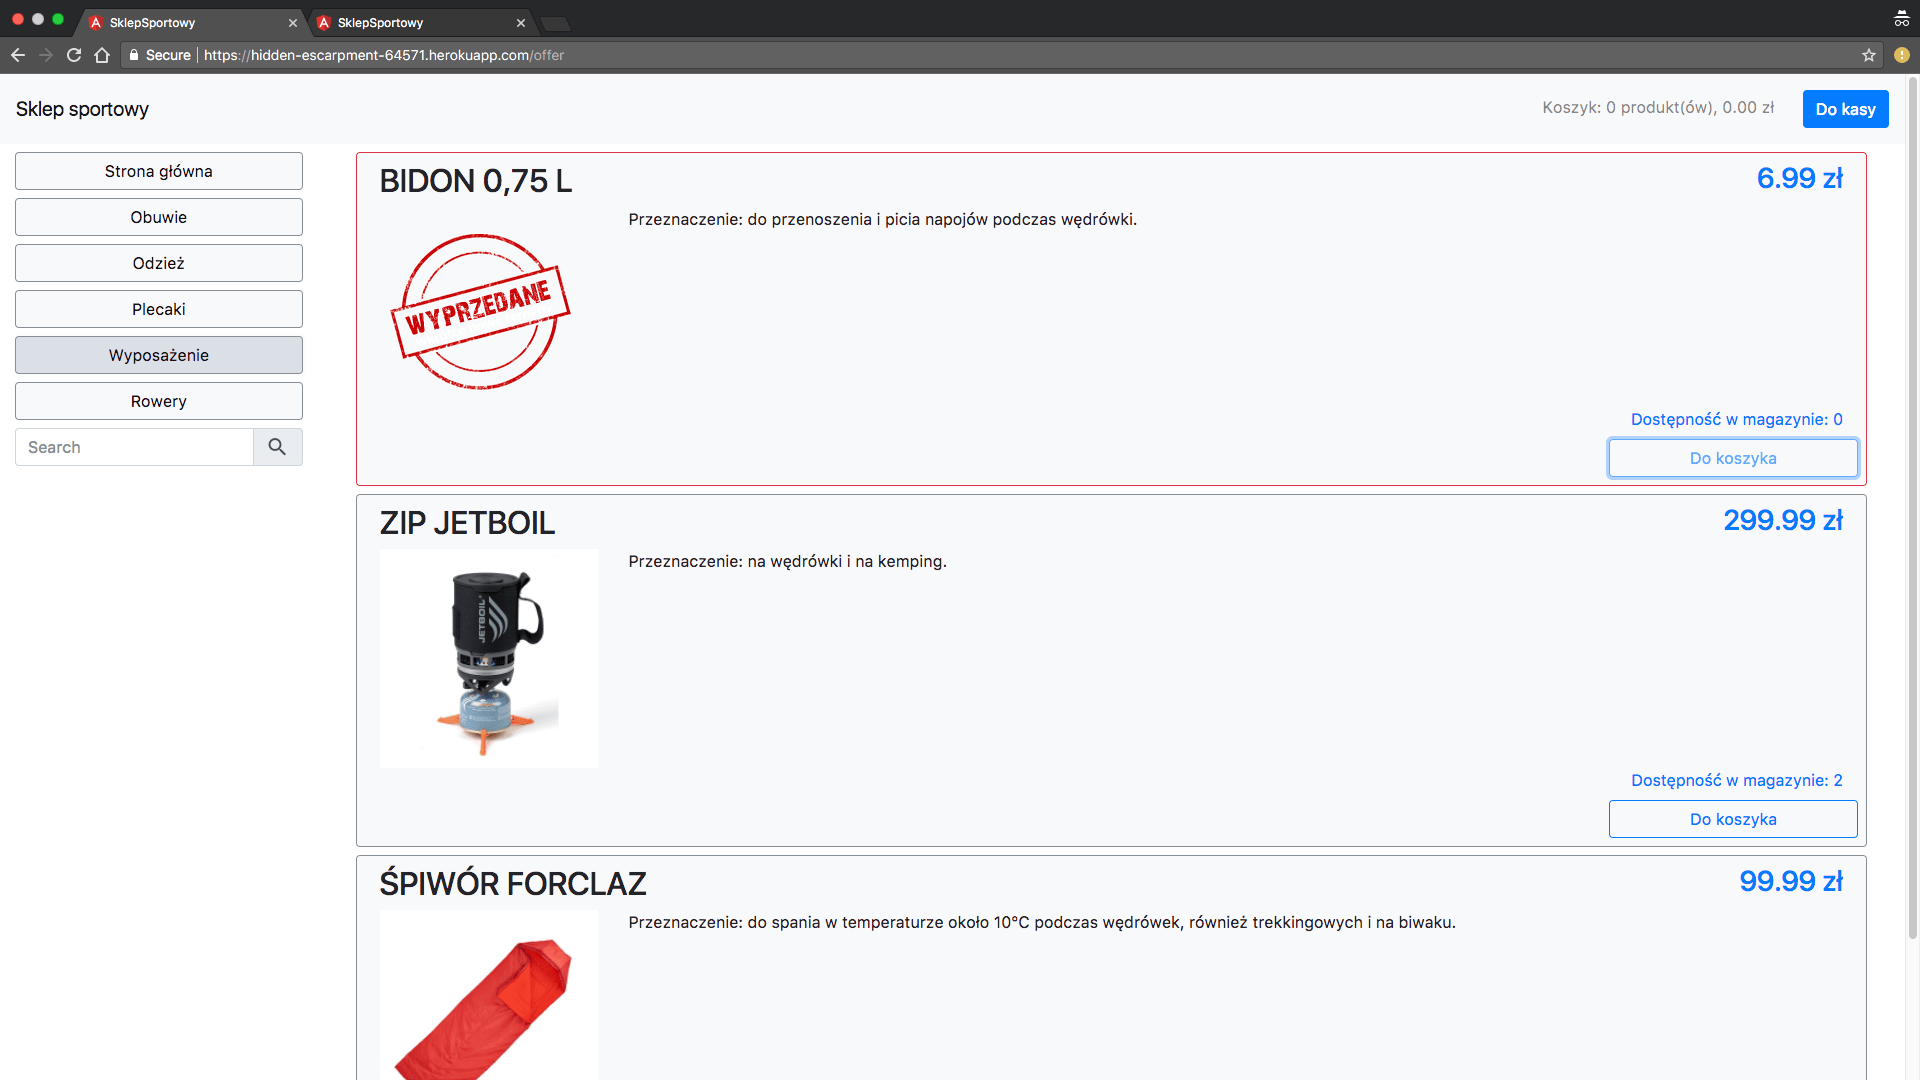 SklepSportowy
SklepSportowy
Secure https://hidden-escarpment-64571.herokuapp.com/offer
Sklep sportowy
Koszyk: 0 produkt(ów), 0.00 zł
Do kasy
Strona główna
Obuwie
Odzież
Plecaki
Wyposażenie
Rowery
Search
BIDON 0,75 L
6.99 zł
Przeznaczenie: do przenoszenia i picia napojów podczas wędrówki.
WYPRZEDANE
Dostępność w magazynie: 0
Do koszyka
ZIP JETBOIL
299.99 zł
Przeznaczenie: na wędrówki i na kemping.
JETBOIL
Dostępność w magazynie: 2
Do koszyka
ŚPIWÓR FORCLAZ
99.99 zł
Przeznaczenie: do spania w temperaturze około 10°C podczas wędrówek, również trekkingowych i na biwaku.